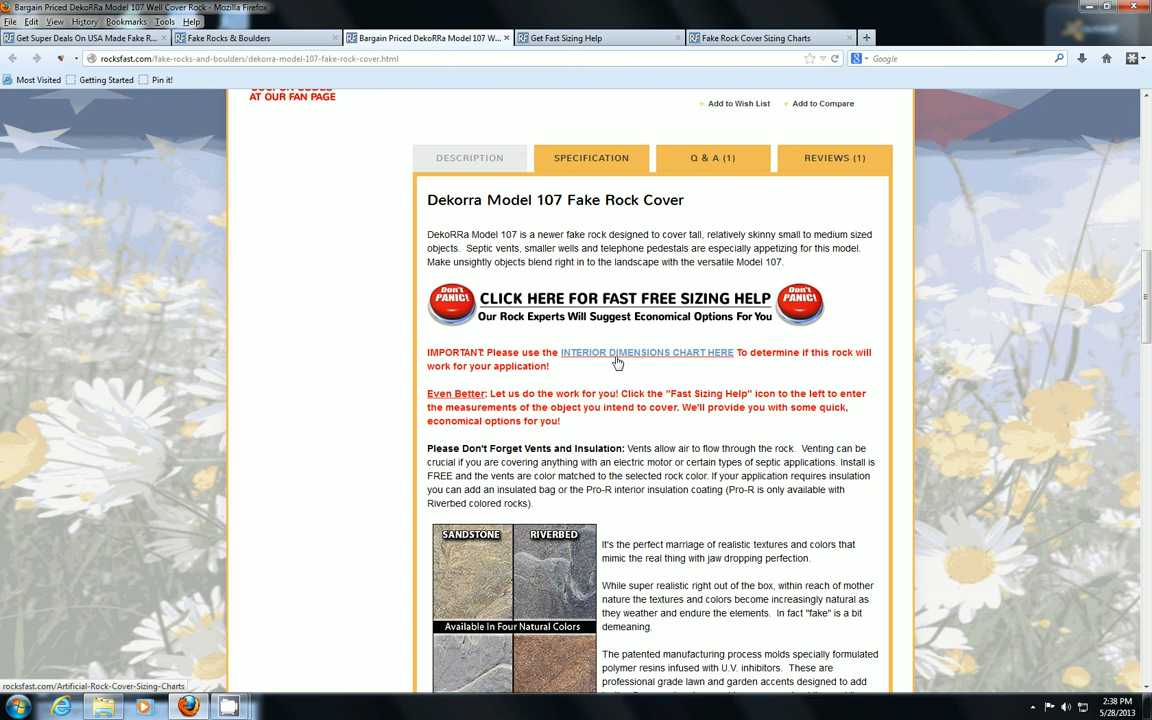 Bargain Priced DekoRRa Model 107 Well Cover Rock - Mozilla Firefox
File Edit View History Bookmarks Tools Help
Get Super Deals On USA Made Fake R...
Fake Rocks & Boulders
Bargain Priced DekoRRa Model 107 W...
Get Fast Sizing Help
Fake Rock Cover Sizing Charts
rocksfast.com/fake-rocks-and-boulders/dekorra-model-107-fake-rock-cover.html
Google
Most Visited Getting Started Pin it!
COUPON CODES
AT OUR FAN PAGE
+ Add to Wish List + Add to Compare
DESCRIPTION SPECIFICATION Q & A (1) REVIEWS (1)
Dekorra Model 107 Fake Rock Cover
DekoRRa Model 107 is a newer fake rock designed to cover tall, relatively skinny small to medium sized
objects. Septic vents, smaller wells and telephone pedestals are especially appetizing for this model.
Make unsightly objects blend right in to the landscape with the versatile Model 107.
Don't PANIC!
CLICK HERE FOR FAST FREE SIZING HELP
Our Rock Experts Will Suggest Economical Options For You
Don't PANIC!
IMPORTANT: Please use the INTERIOR DIMENSIONS CHART HERE To determine if this rock will
work for your application!
Even Better: Let us do the work for you! Click the "Fast Sizing Help" icon to the left to enter
the measurements of the object you intend to cover. We'll provide you with some quick,
economical options for you!
Please Don't Forget Vents and Insulation: Vents allow air to flow through the rock. Venting can be
crucial if you are covering anything with an electric motor or certain types of septic applications. Install is
FREE and the vents are color matched to the selected rock color. If your application requires insulation
you can add an insulated bag or the Pro-R interior insulation coating (Pro-R is only available with
Riverbed colored rocks).
SANDSTONE RIVERBED
Available In Four Natural Colors
It's the perfect marriage of realistic textures and colors that
mimic the real thing with jaw dropping perfection.
While super realistic right out of the box, within reach of mother
nature the textures and colors become increasingly natural as
they weather and endure the elements. In fact "fake" is a bit
demeaning.
The patented manufacturing process molds specially formulated
polymer resins infused with U.V. inhibitors. These are
professional grade lawn and garden accents designed to add
rocksfast.com/Artificial-Rock-Cover-Sizing-Charts
2:38 PM
5/28/2013